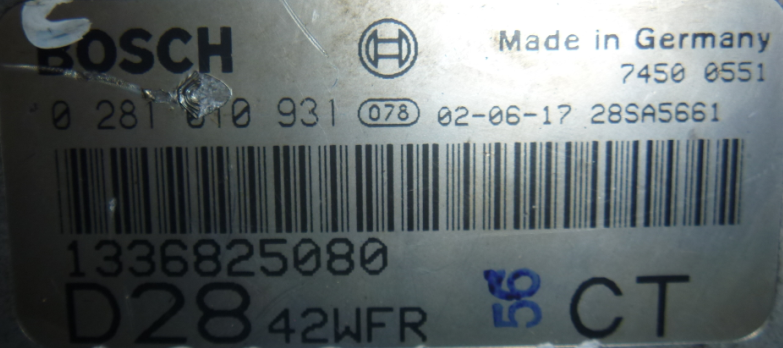 BOSCH
Made in Germany
7450 0551
0 281 010 931 078 02-06-17 28SA5661
1336825080
D28 42WFR 56 CT